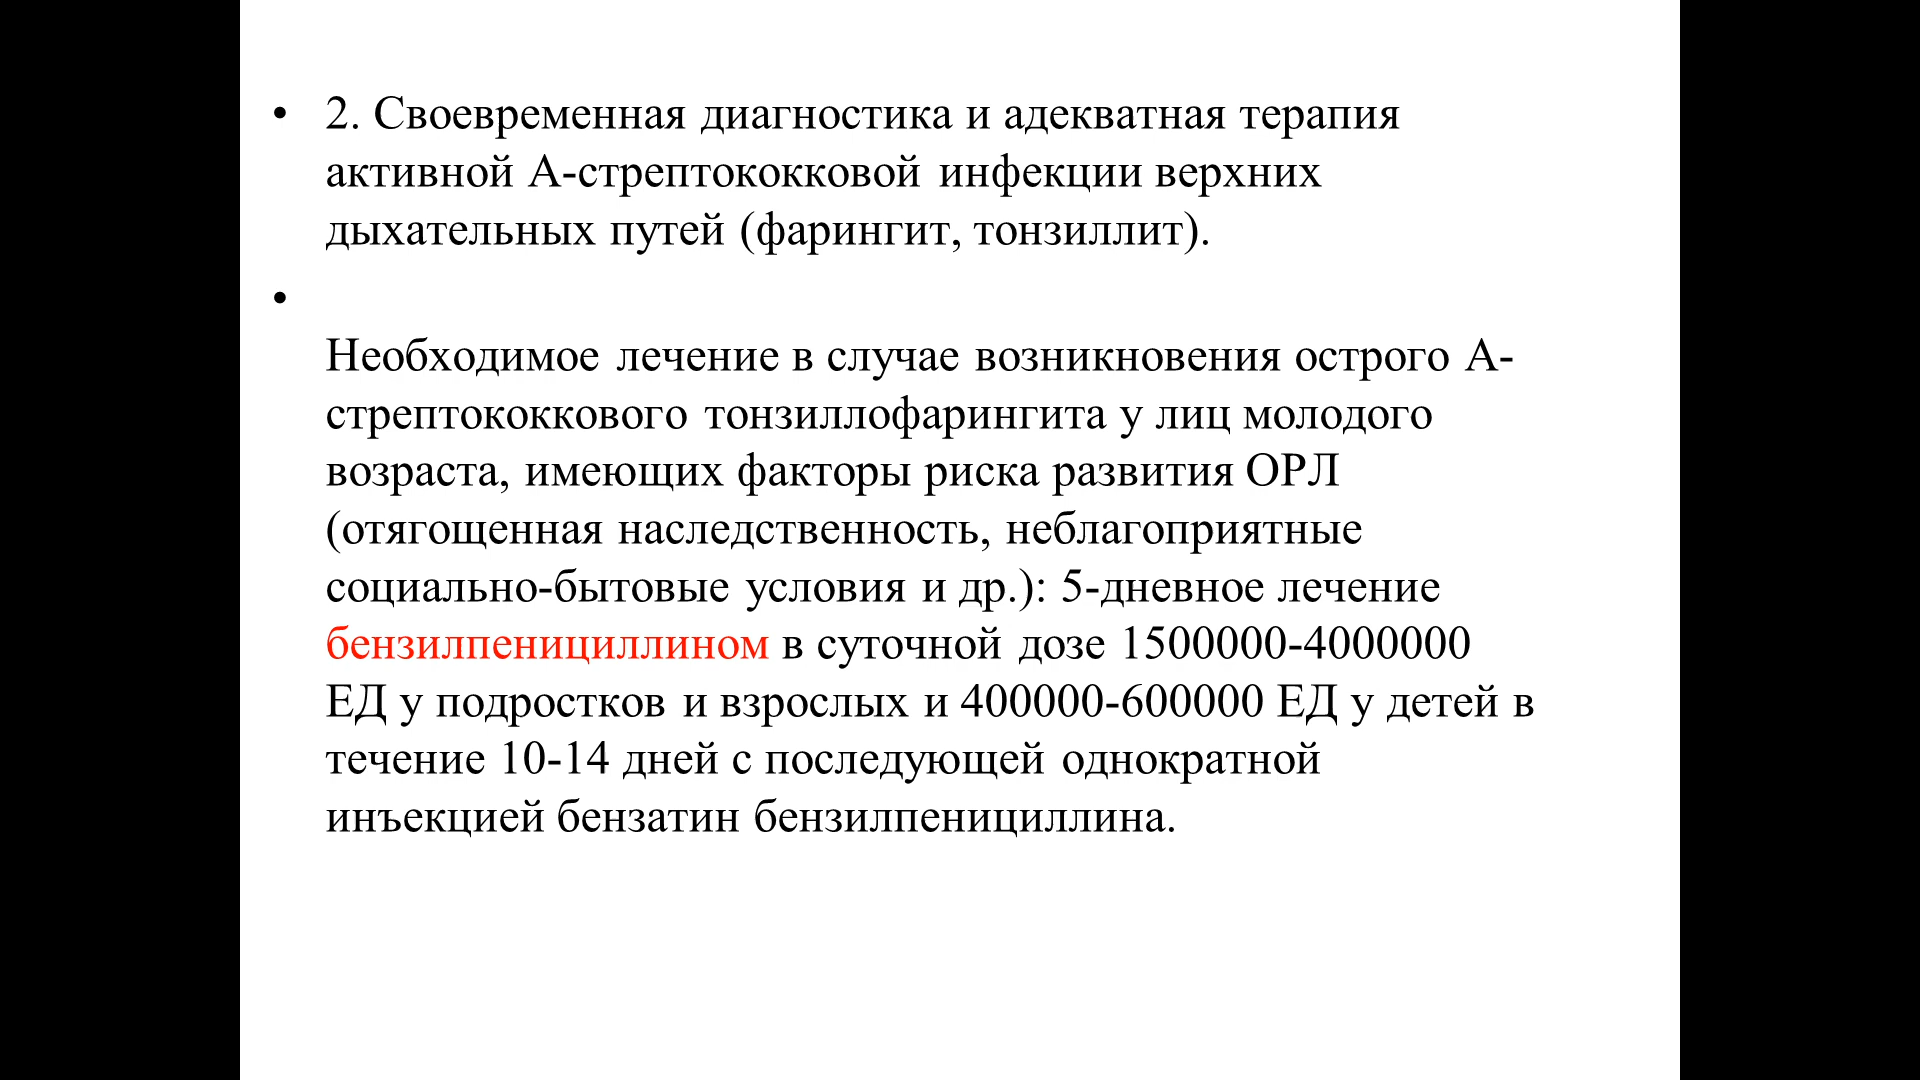 • 2. Своевременная диагностика и адекватная терапия
активной А-стрептококковой инфекции верхних
дыхательных путей (фарингит, тонзиллит).
•
Необходимое лечение в случае возникновения острого А-
стрептококкового тонзиллофарингита у лиц молодого
возраста, имеющих факторы риска развития ОРЛ
(отягощенная наследственность, неблагоприятные
социально-бытовые условия и др.): 5-дневное лечение
бензилпенициллином в суточной дозе 1500000-4000000
ЕД у подростков и взрослых и 400000-600000 ЕД у детей в
течение 10-14 дней с последующей однократной
инъекцией бензатин бензилпенициллина.